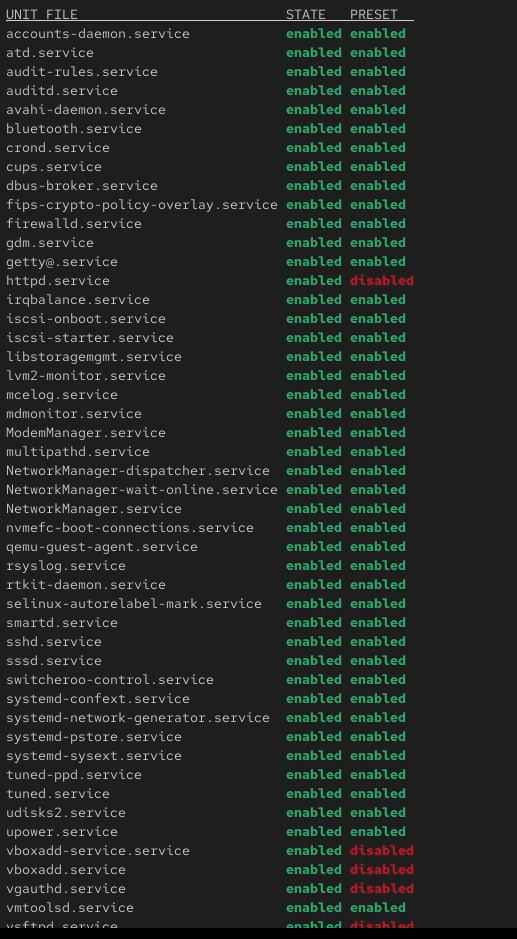 UNIT FILE STATE PRESET
accounts-daemon.service enabled enabled
atd.service enabled enabled
audit-rules.service enabled enabled
auditd.service enabled enabled
avahi-daemon.service enabled enabled
bluetooth.service enabled enabled
crond.service enabled enabled
cups.service enabled enabled
dbus-broker.service enabled enabled
fips-crypto-policy-overlay.service enabled enabled
firewalld.service enabled enabled
gdm.service enabled enabled
getty@.service enabled enabled
httpd.service enabled disabled
irqbalance.service enabled enabled
iscsi-onboot.service enabled enabled
iscsi-starter.service enabled enabled
libstoragemgmt.service enabled enabled
lvm2-monitor.service enabled enabled
mcelog.service enabled enabled
mdmonitor.service enabled enabled
ModemManager.service enabled enabled
multipathd.service enabled enabled
NetworkManager-dispatcher.service enabled enabled
NetworkManager-wait-online.service enabled enabled
NetworkManager.service enabled enabled
nvmefc-boot-connections.service enabled enabled
qemu-guest-agent.service enabled enabled
rsyslog.service enabled enabled
rtkit-daemon.service enabled enabled
selinux-autorelabel-mark.service enabled enabled
smartd.service enabled enabled
sshd.service enabled enabled
sssd.service enabled enabled
switcheroo-control.service enabled enabled
systemd-confext.service enabled enabled
systemd-network-generator.service enabled enabled
systemd-pstore.service enabled enabled
systemd-sysext.service enabled enabled
tuned-ppd.service enabled enabled
tuned.service enabled enabled
udisks2.service enabled enabled
upower.service enabled enabled
vboxadd-service.service enabled disabled
vboxadd.service enabled disabled
vgauthd.service enabled disabled
vmtoolsd.service enabled enabled
vsftpd.service enabled disabled